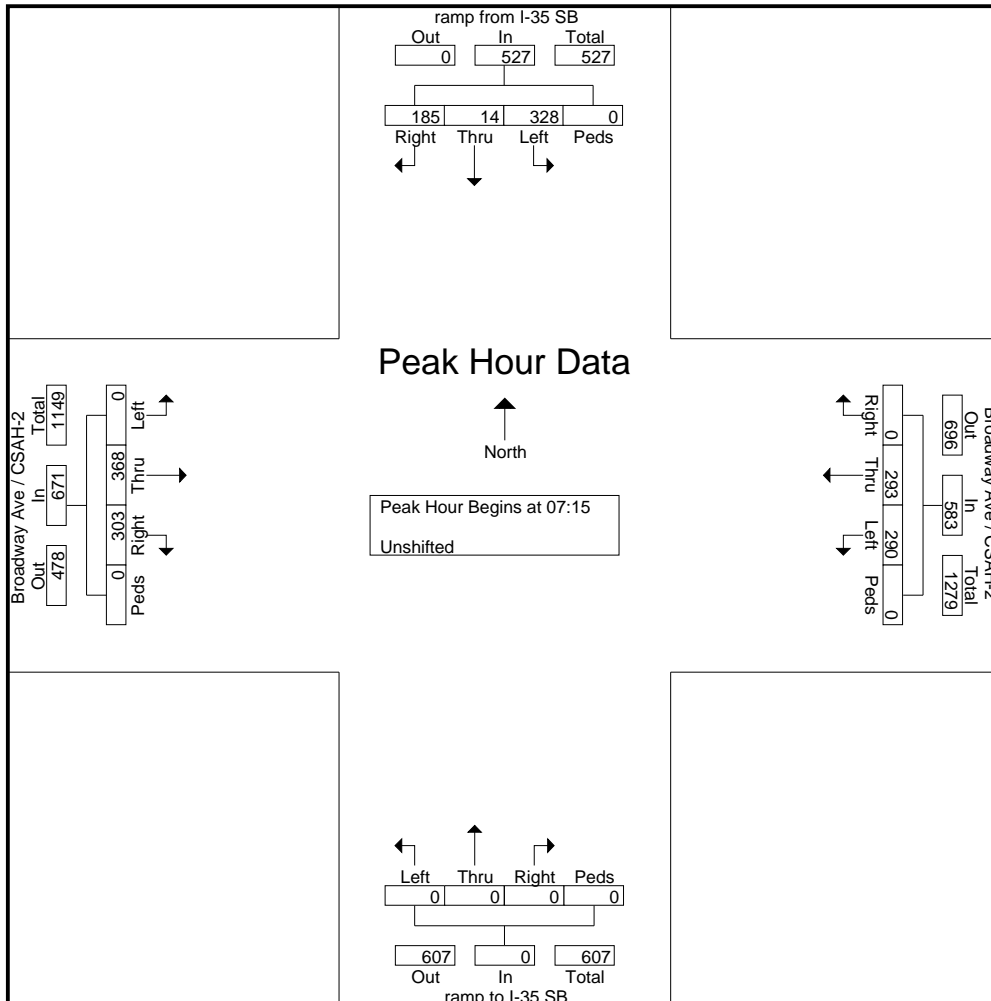 ramp from I-35 SB
Out In Total
0 527 527
185 14 328 0
Right Thru Left Peds
Peak Hour Data
North
Peak Hour Begins at 07:15
Unshifted
Broadway Ave / CSAH-2
Total In Out
1149 671 478
0 368 303 0
Left Thru Right Peds
Broadway Ave / CSAH-2
Out In Total
696 583 1279
0 293 290 0
Right Thru Left Peds
Left Thru Right Peds
0 0 0 0
607 0 607
Out In Total
ramp to I-35 SB